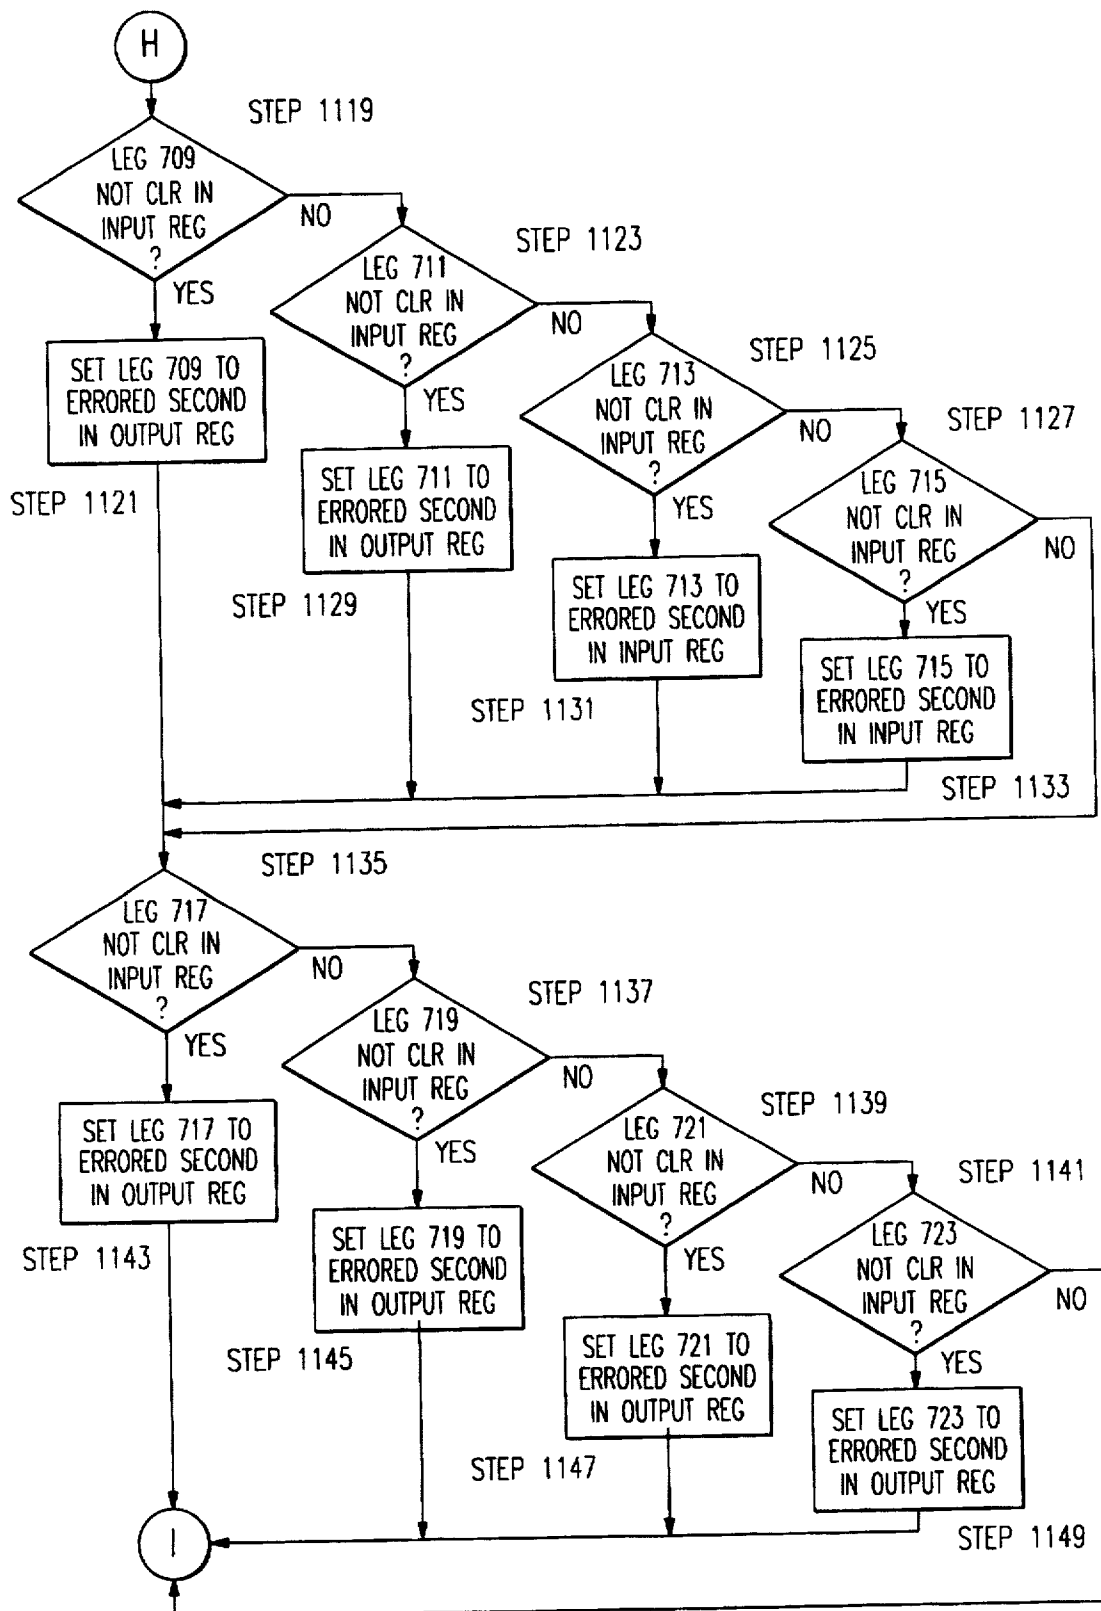 H
STEP 1119
LEG 709
NOT CLR IN
INPUT REG
?
NO
YES
SET LEG 709 TO
ERRORED SECOND
IN OUTPUT REG
STEP 1121
STEP 1123
LEG 711
NOT CLR IN
INPUT REG
?
NO
YES
SET LEG 711 TO
ERRORED SECOND
IN OUTPUT REG
STEP 1129
STEP 1125
LEG 713
NOT CLR IN
INPUT REG
?
NO
YES
SET LEG 713 TO
ERRORED SECOND
IN INPUT REG
STEP 1131
STEP 1127
LEG 715
NOT CLR IN
INPUT REG
?
NO
YES
SET LEG 715 TO
ERRORED SECOND
IN INPUT REG
STEP 1133
STEP 1135
LEG 717
NOT CLR IN
INPUT REG
?
NO
YES
SET LEG 717 TO
ERRORED SECOND
IN OUTPUT REG
STEP 1143
STEP 1137
LEG 719
NOT CLR IN
INPUT REG
?
NO
YES
SET LEG 719 TO
ERRORED SECOND
IN OUTPUT REG
STEP 1145
STEP 1139
LEG 721
NOT CLR IN
INPUT REG
?
NO
YES
SET LEG 721 TO
ERRORED SECOND
IN OUTPUT REG
STEP 1147
STEP 1141
LEG 723
NOT CLR IN
INPUT REG
?
NO
YES
SET LEG 723 TO
ERRORED SECOND
IN OUTPUT REG
STEP 1149
I